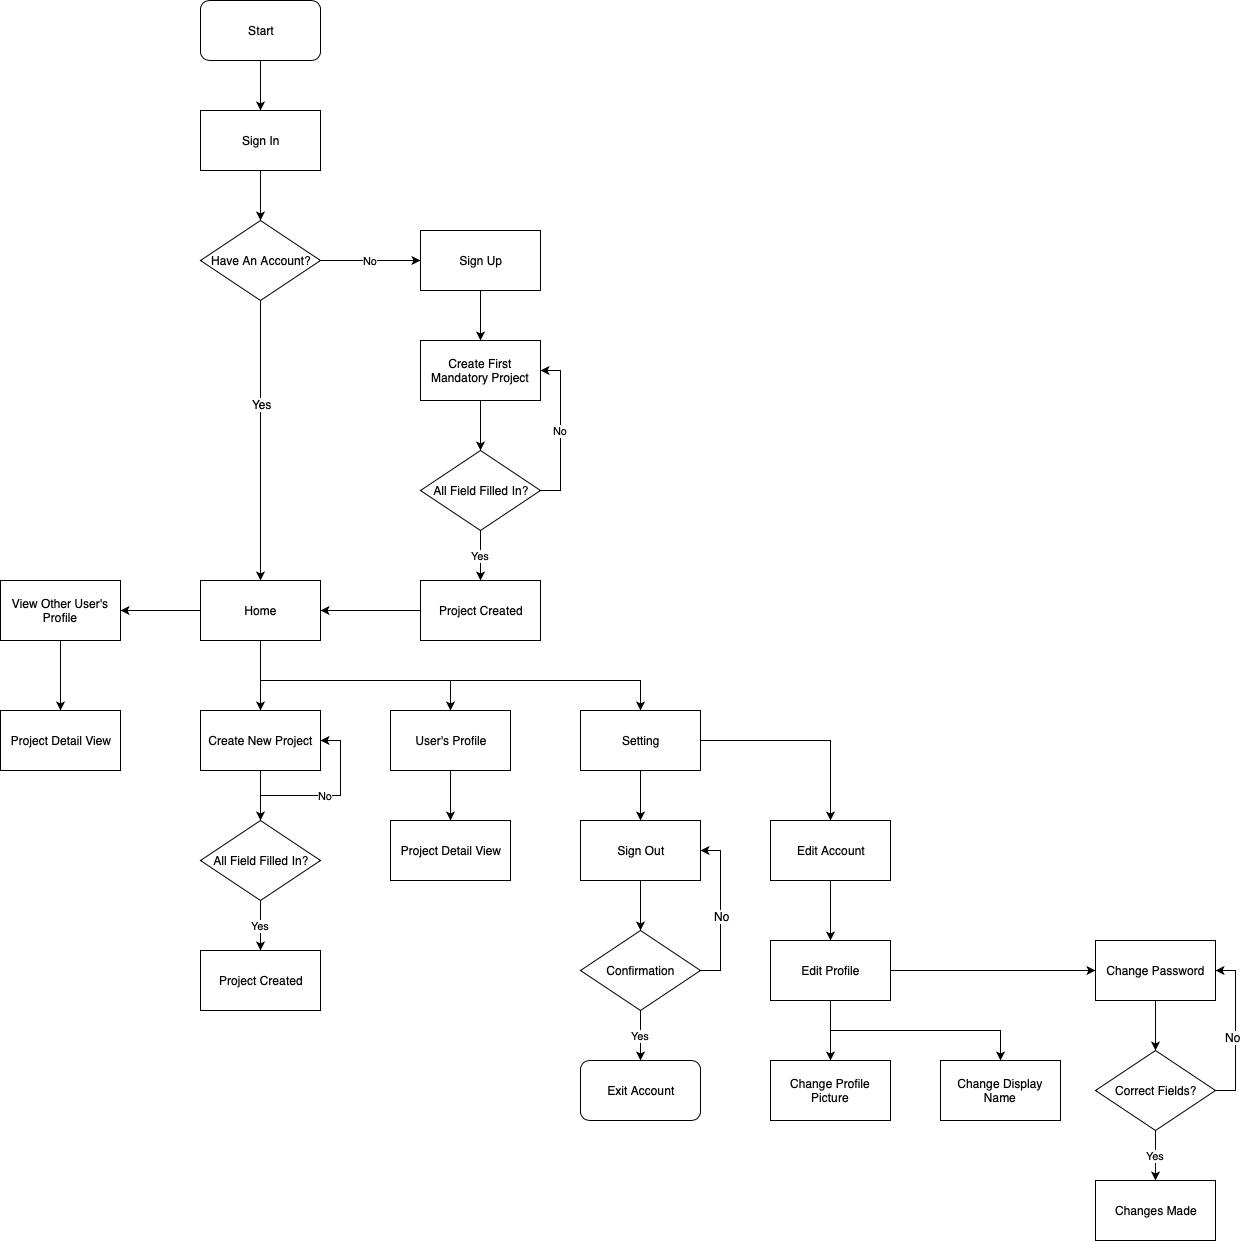 Start
Sign In
Have An Account?
No
Sign Up
Create First
Mandatory Project
Yes
No
All Field Filled In?
Yes
View Other User's
Profile
Home
Project Created
Project Detail View
Create New Project
User's Profile
Setting
No
All Field Filled In?
Project Detail View
Sign Out
Edit Account
Yes
No
Project Created
Confirmation
Edit Profile
Change Password
Yes
No
Exit Account
Change Profile
Picture
Change Display
Name
Correct Fields?
Yes
Changes Made